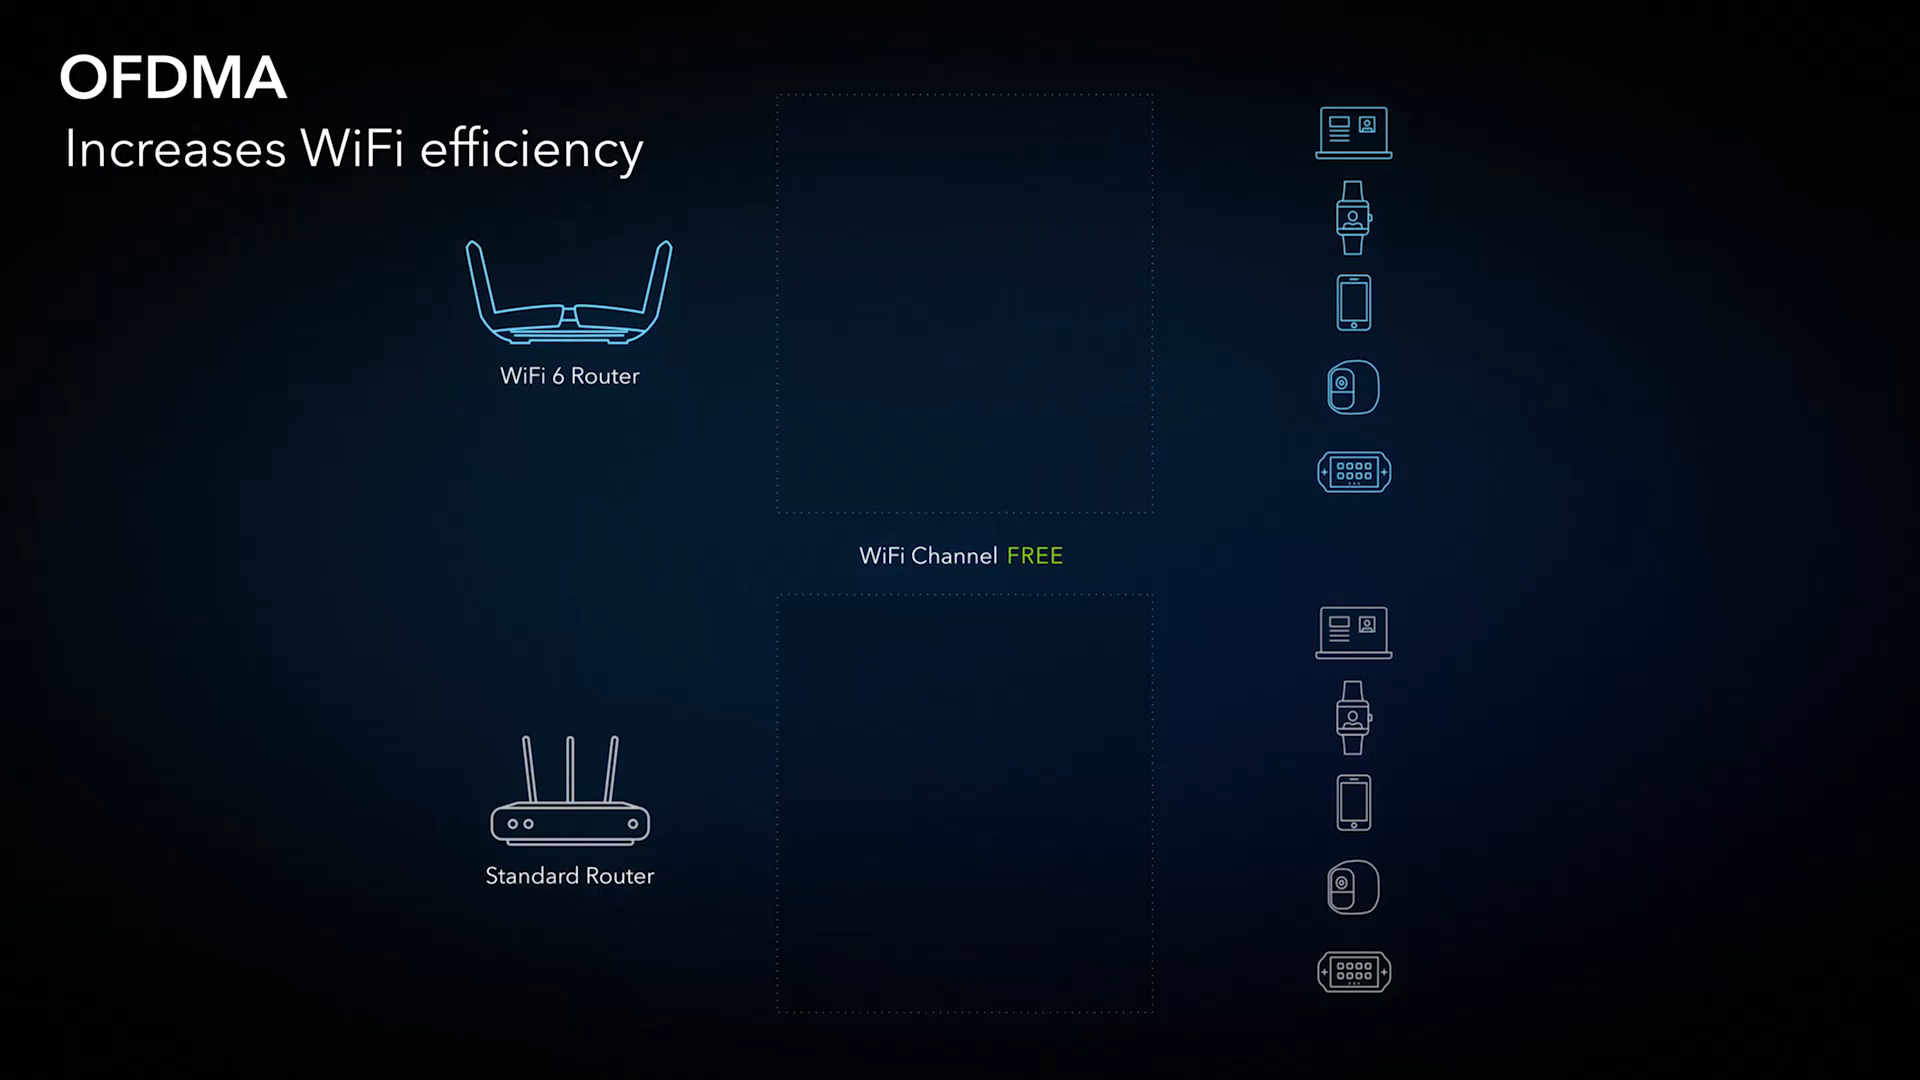 OFDMA
Increases WiFi efficiency
WiFi 6 Router
WiFi Channel FREE
Standard Router